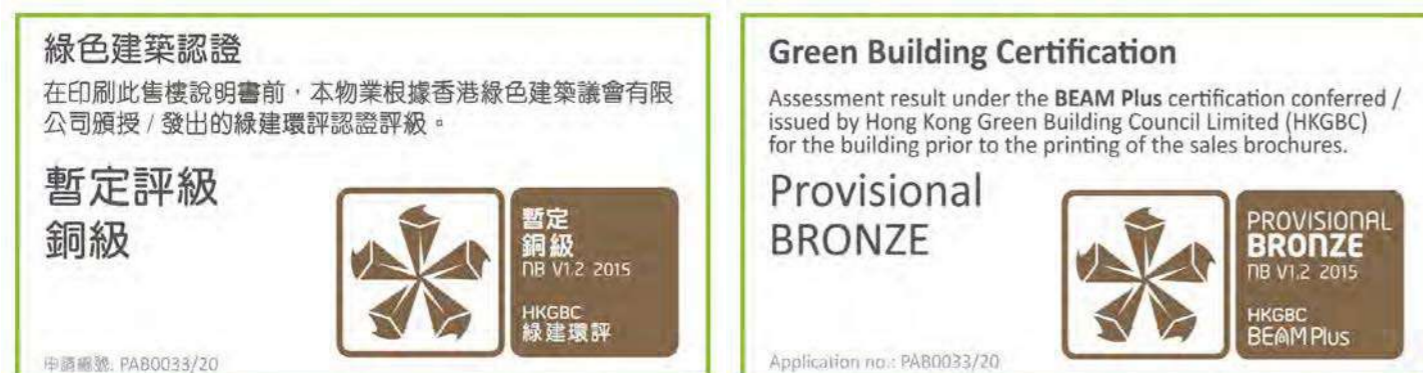 綠色建築認證
在印刷此售樓說明書前，本物業根據香港綠色建築議會有限
公司頒授 / 發出的綠建環評認證評級。
暫定評級
銅級
暫定
銅級
NB V1.2 2015
HKGBC
綠建環評
申請編號: PAB0033/20
Green Building Certification
Assessment result under the BEAM Plus certification conferred /
issued by Hong Kong Green Building Council Limited (HKGBC)
for the building prior to the printing of the sales brochures.
Provisional
BRONZE
PROVISIONAL
BRONZE
NB V1.2 2015
HKGBC
BEAM Plus
Application no.: PAB0033/20